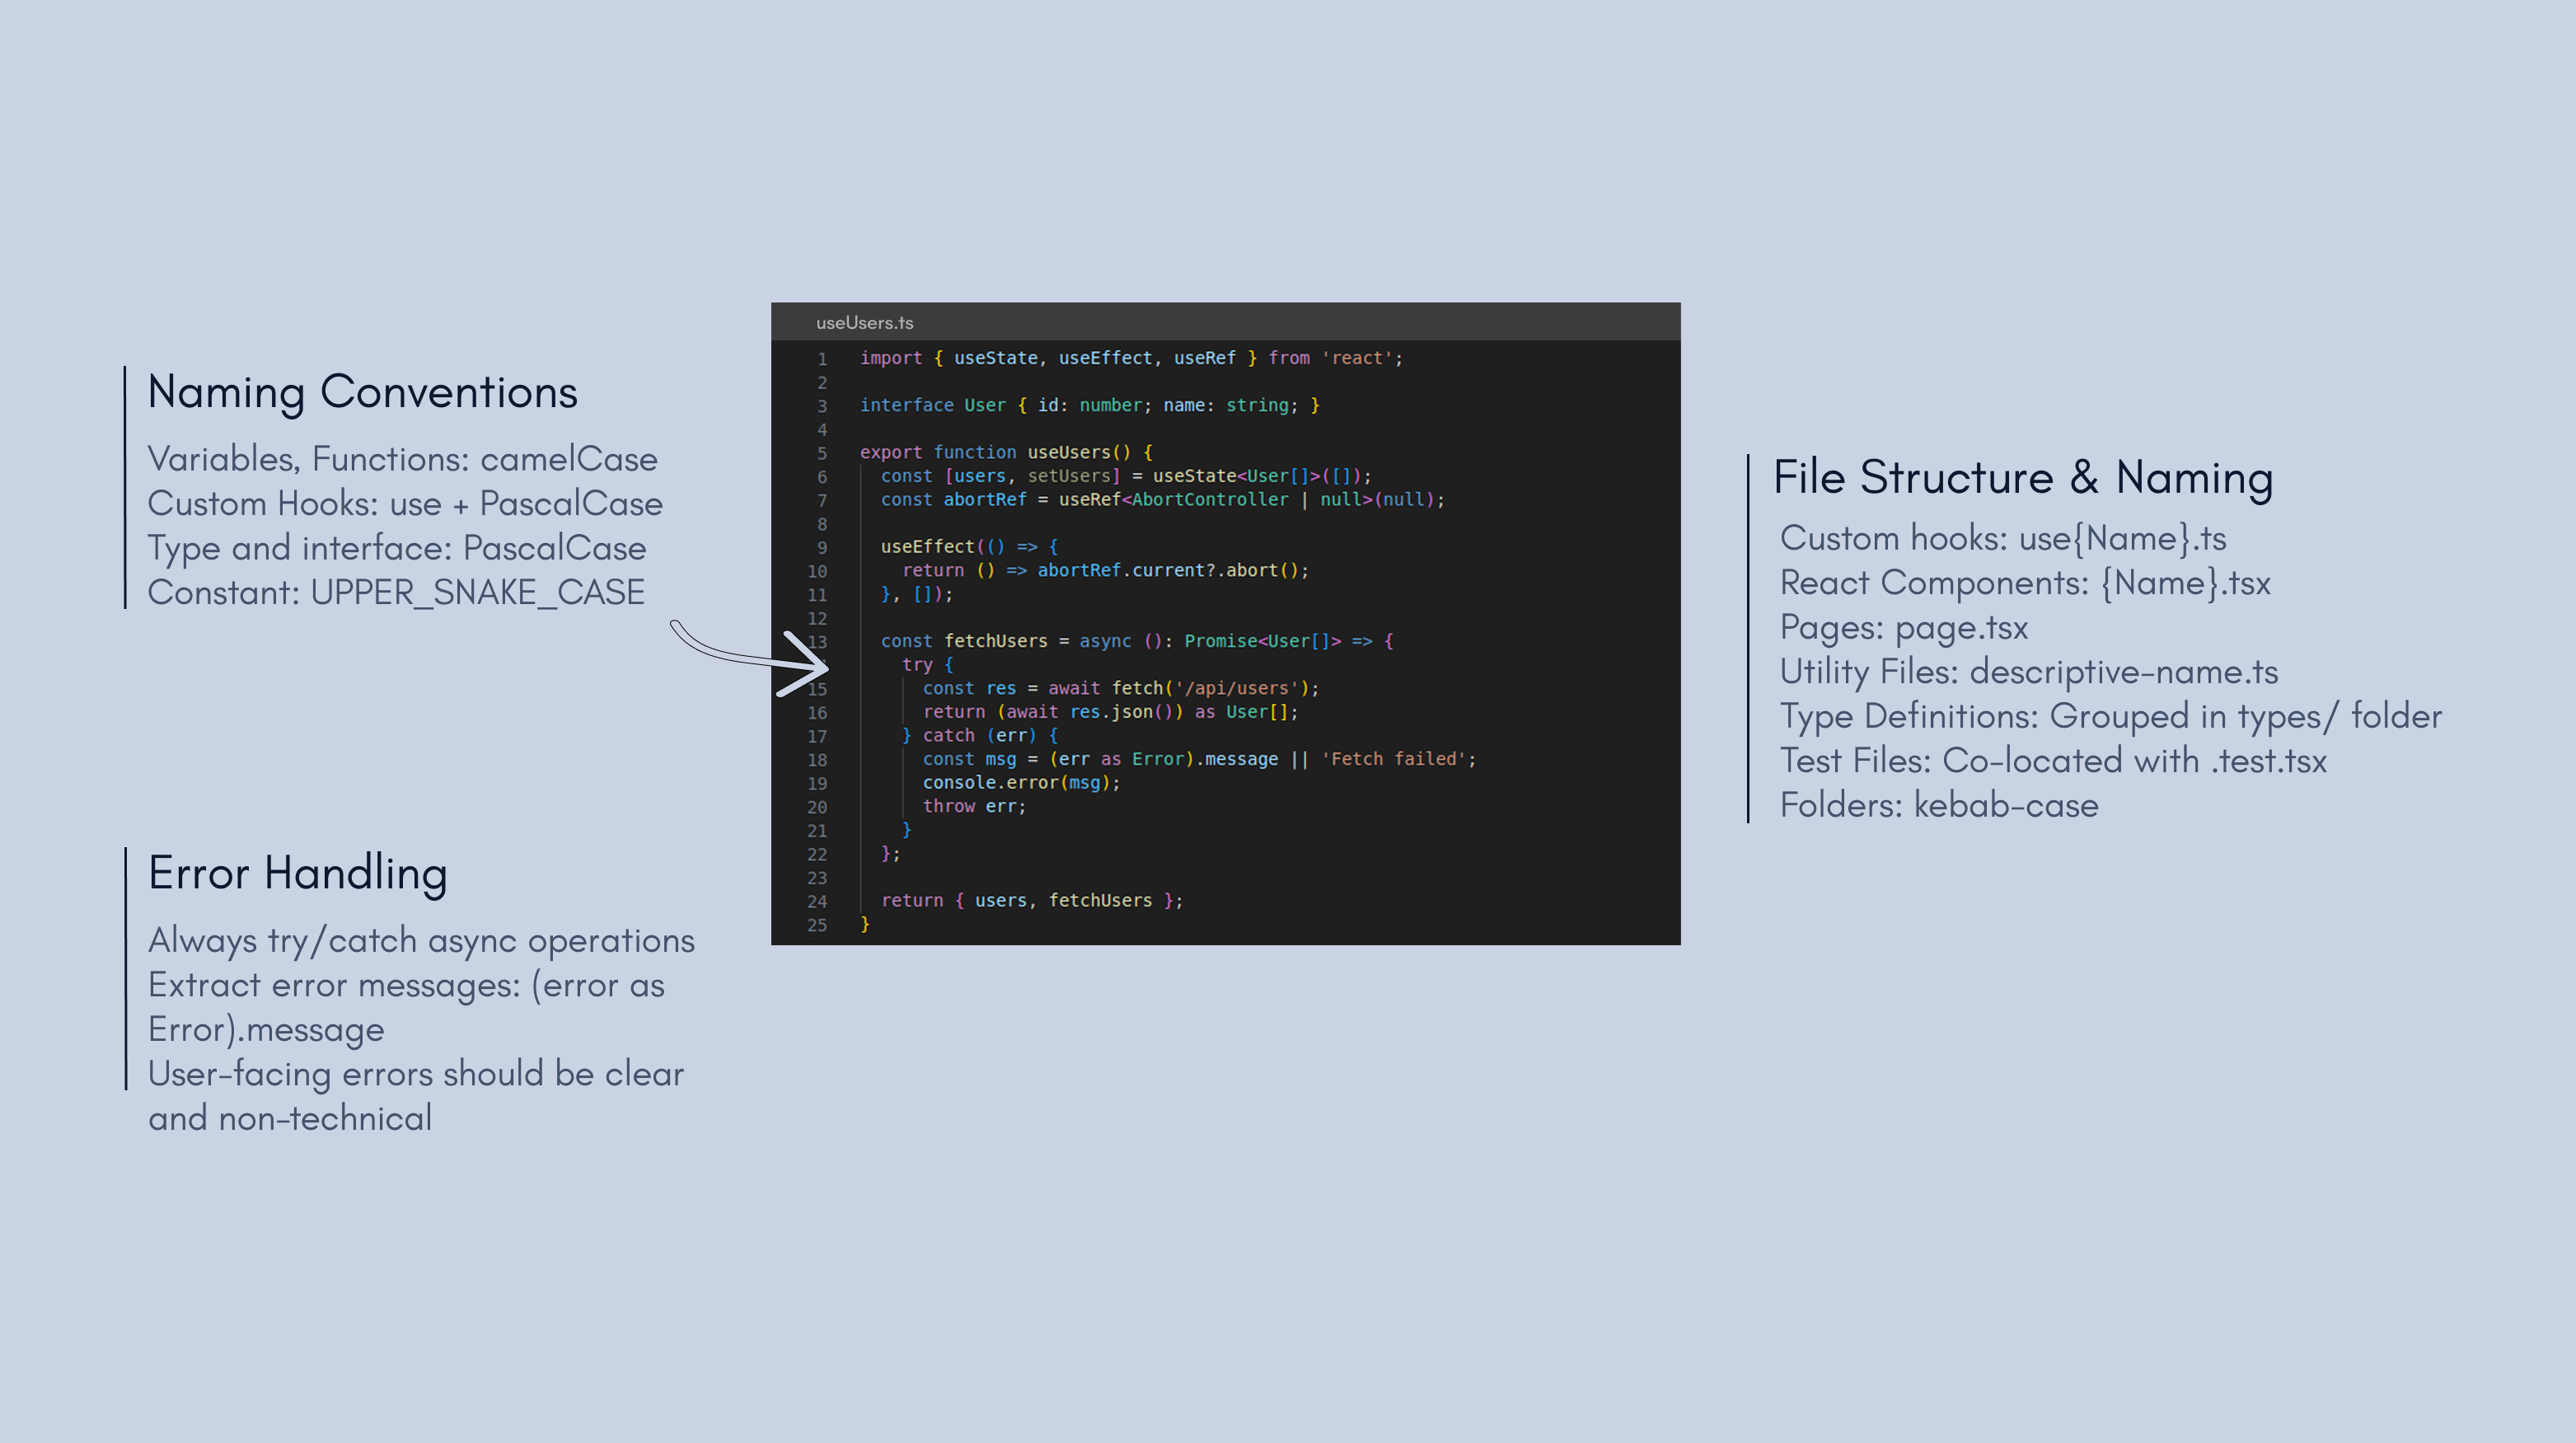 Naming Conventions
Variables, Functions: camelCase
Custom Hooks: use + PascalCase
Type and interface: PascalCase
Constant: UPPER_SNAKE_CASE
Error Handling
Always try/catch async operations
Extract error messages: (error as
Error).message
User-facing errors should be clear
and non-technical
useUsers.ts
1 import { useState, useEffect, useRef } from 'react';
2
3 interface User { id: number; name: string; }
4
5 export function useUsers() {
6   const [users, setUsers] = useState<User[]>([]);
7   const abortRef = useRef<AbortController | null>(null);
8
9   useEffect(() => {
10     return () => abortRef.current?.abort();
11   }, []);
12
13   const fetchUsers = async (): Promise<User[]> => {
    try {
15       const res = await fetch('/api/users');
16       return (await res.json()) as User[];
17     } catch (err) {
18       const msg = (err as Error).message || 'Fetch failed';
19       console.error(msg);
20       throw err;
21     }
22   };
23
24   return { users, fetchUsers };
25 }
File Structure & Naming
Custom hooks: use{Name}.ts
React Components: {Name}.tsx
Pages: page.tsx
Utility Files: descriptive-name.ts
Type Definitions: Grouped in types/ folder
Test Files: Co-located with .test.tsx
Folders: kebab-case